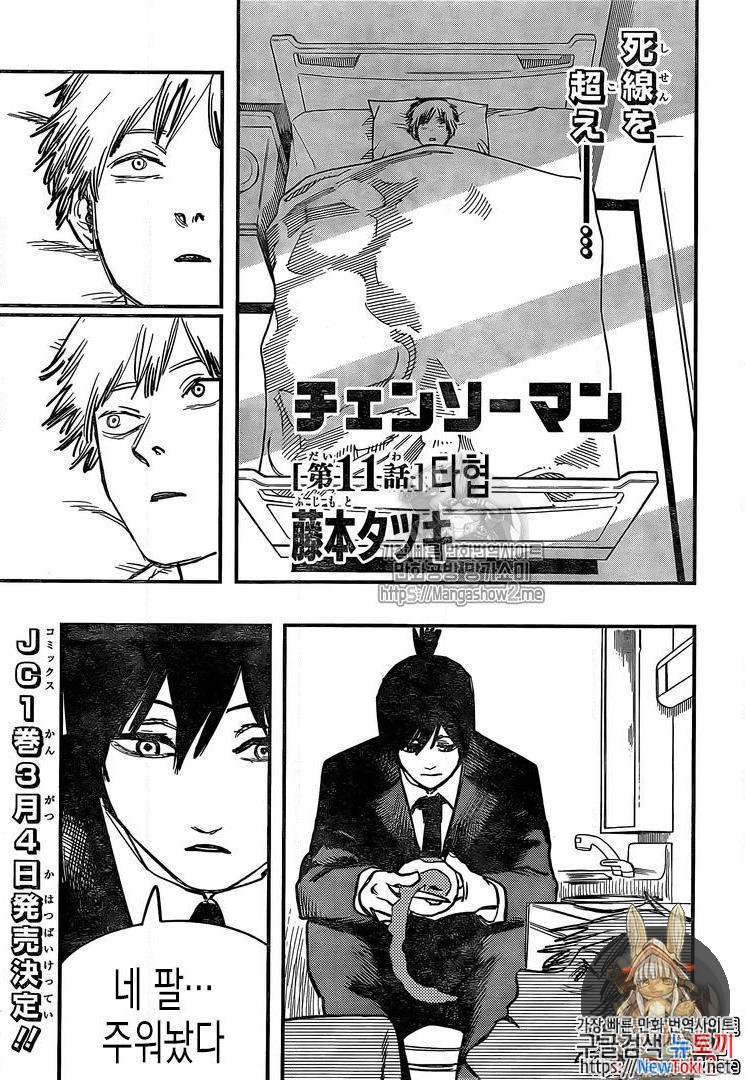 死線を
超え——…
チェンソーマン
[第11話]타협
藤本タツキ
https://Mangashow2.me
네 팔…
주워놨다
JC1巻3月4日発売決定!!
가장 빠른 만화 번역사이트
구글검색 뉴토끼
https://NewToki.net